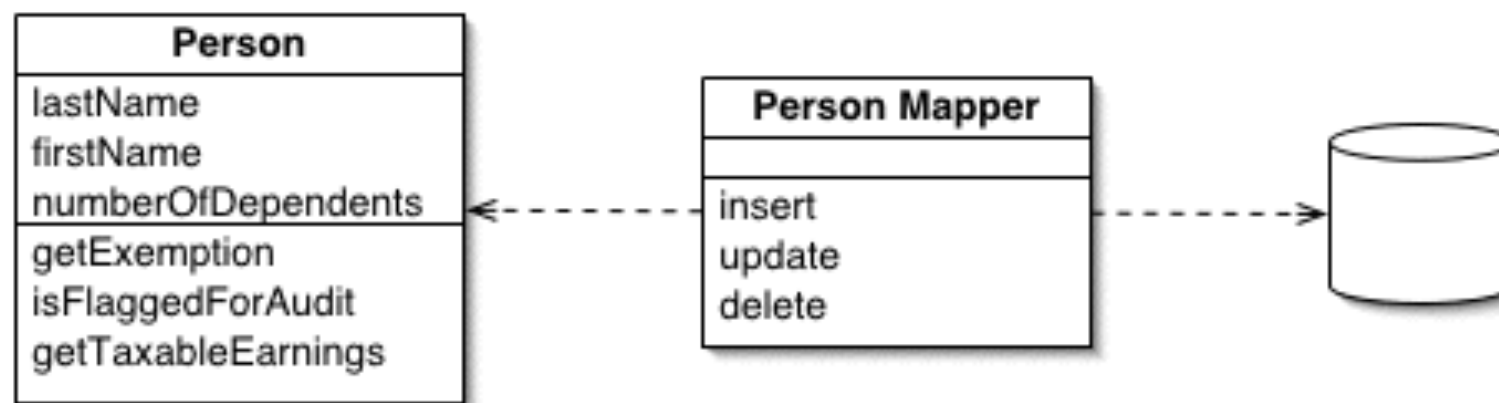 Person
lastName
firstName
numberOfDependents
getExemption
isFlaggedForAudit
getTaxableEarnings
Person Mapper
insert
update
delete